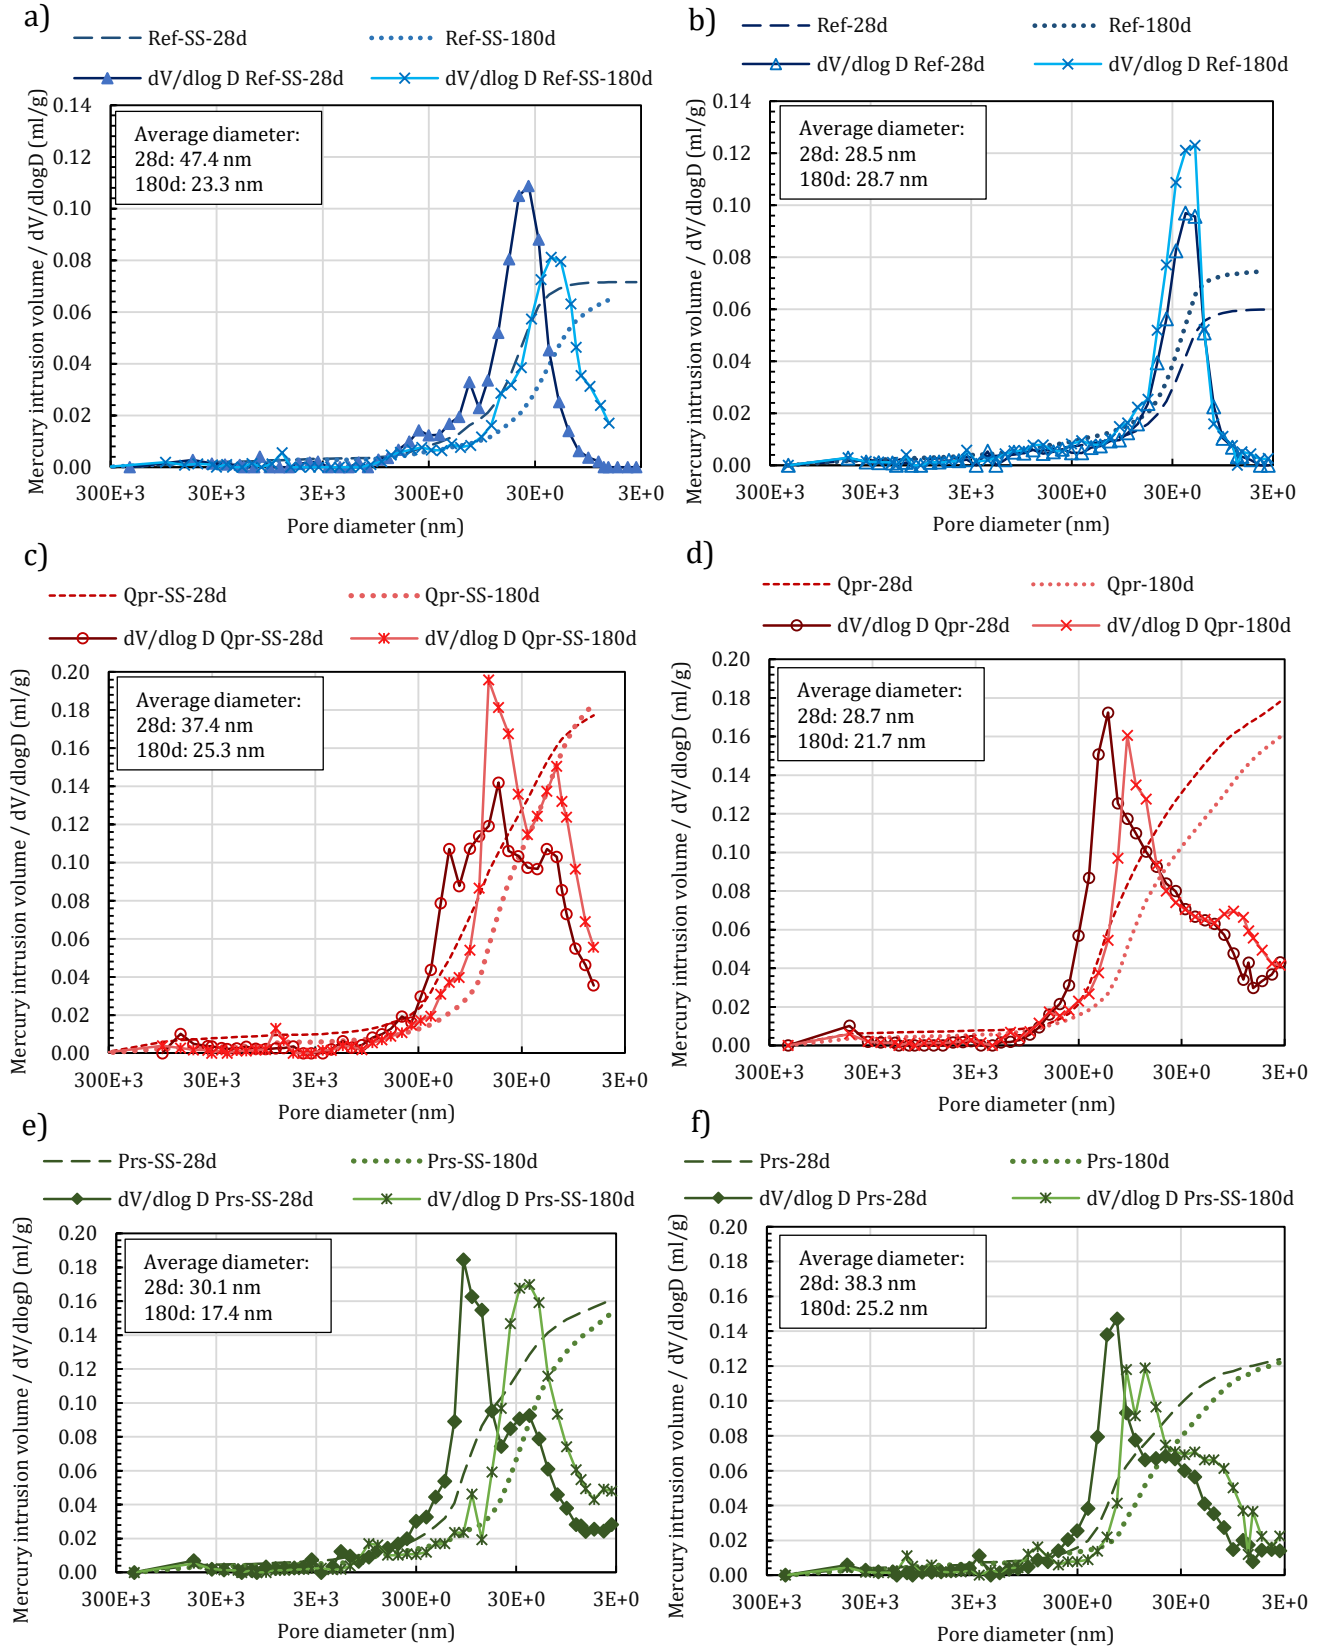 a)
Ref-SS-28d
Ref-SS-180d
dV/dlog D Ref-SS-28d
dV/dlog D Ref-SS-180d
Mercury intrusion volume / dV/dlogD (ml/g)
0.14
0.12
0.10
0.08
0.06
0.04
0.02
0.00
Average diameter:
28d: 47.4 nm
180d: 23.3 nm
300E+3 30E+3 3E+3 300E+0 30E+0 3E+0
Pore diameter (nm)
b)
Ref-28d
Ref-180d
dV/dlog D Ref-28d
dV/dlog D Ref-180d
Mercury intrusion volume / dV/dlogD (ml/g)
0.14
0.12
0.10
0.08
0.06
0.04
0.02
0.00
Average diameter:
28d: 28.5 nm
180d: 28.7 nm
300E+3 30E+3 3E+3 300E+0 30E+0 3E+0
Pore diameter (nm)
c)
Qpr-SS-28d
Qpr-SS-180d
dV/dlog D Qpr-SS-28d
dV/dlog D Qpr-SS-180d
Mercury intrusion volume / dV/dlogD (ml/g)
0.20
0.18
0.16
0.14
0.12
0.10
0.08
0.06
0.04
0.02
0.00
Average diameter:
28d: 37.4 nm
180d: 25.3 nm
300E+3 30E+3 3E+3 300E+0 30E+0 3E+0
Pore diameter (nm)
d)
Qpr-28d
Qpr-180d
dV/dlog D Qpr-28d
dV/dlog D Qpr-180d
Mercury intrusion volume / dV/dlogD (ml/g)
0.20
0.18
0.16
0.14
0.12
0.10
0.08
0.06
0.04
0.02
0.00
Average diameter:
28d: 28.7 nm
180d: 21.7 nm
300E+3 30E+3 3E+3 300E+0 30E+0 3E+0
Pore diameter (nm)
e)
Prs-SS-28d
Prs-SS-180d
dV/dlog D Prs-SS-28d
dV/dlog D Prs-SS-180d
Mercury intrusion volume / dV/dlogD (ml/g)
0.20
0.18
0.16
0.14
0.12
0.10
0.08
0.06
0.04
0.02
0.00
Average diameter:
28d: 30.1 nm
180d: 17.4 nm
300E+3 30E+3 3E+3 300E+0 30E+0 3E+0
Pore diameter (nm)
f)
Prs-28d
Prs-180d
dV/dlog D Prs-28d
dV/dlog D Prs-SS-180d
Mercury intrusion volume / dV/dlogD (ml/g)
0.20
0.18
0.16
0.14
0.12
0.10
0.08
0.06
0.04
0.02
0.00
Average diameter:
28d: 38.3 nm
180d: 25.2 nm
300E+3 30E+3 3E+3 300E+0 30E+0 3E+0
Pore diameter (nm)